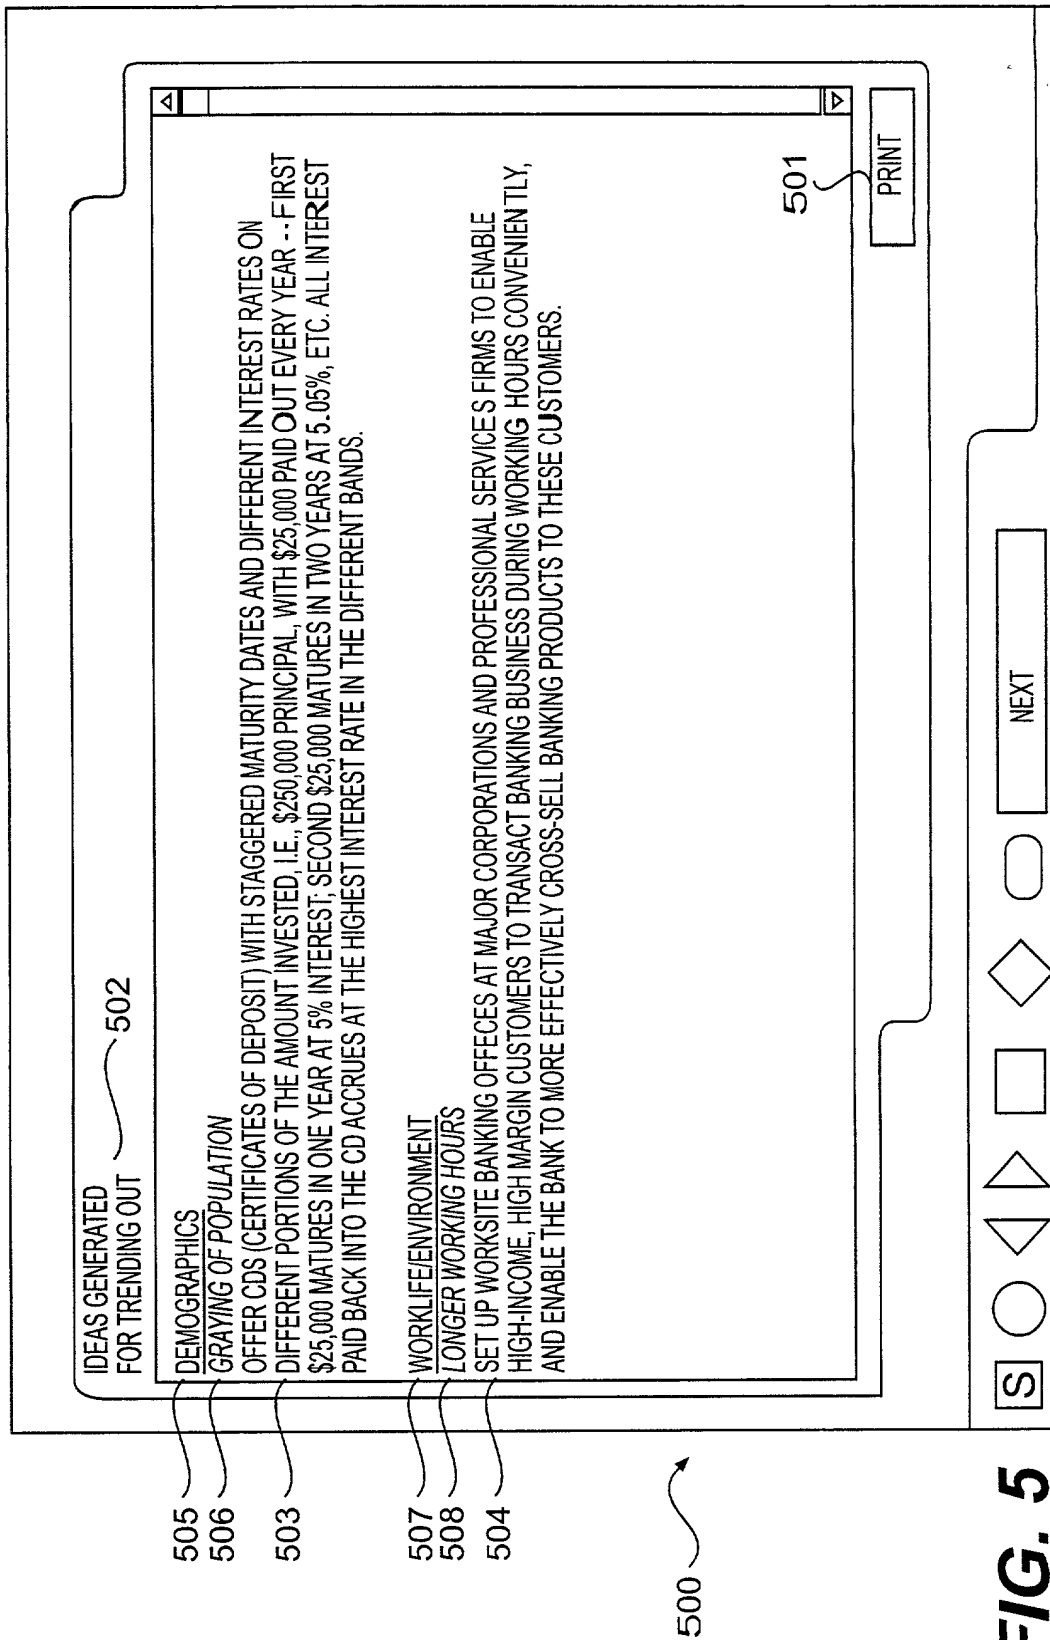 IDEAS GENERATED
FOR TRENDING OUT
502
505
DEMOGRAPHICS
506
GRAYING OF POPULATION
OFFER CDS (CERTIFICATES OF DEPOSIT) WITH STAGGERED MATURITY DATES AND DIFFERENT INTEREST RATES ON
503
DIFFERENT PORTIONS OF THE AMOUNT INVESTED, I.E., $250,000 PRINCIPAL, WITH $25,000 PAID OUT EVERY YEAR -- FIRST
$25,000 MATURES IN ONE YEAR AT 5% INTEREST; SECOND $25,000 MATURES IN TWO YEARS AT 5.05%, ETC. ALL INTEREST
PAID BACK INTO THE CD ACCRUES AT THE HIGHEST INTEREST RATE IN THE DIFFERENT BANDS.
507
WORKLIFE/ENVIRONMENT
508
LONGER WORKING HOURS
504
SET UP WORKSITE BANKING OFFECES AT MAJOR CORPORATIONS AND PROFESSIONAL SERVICES FIRMS TO ENABLE
HIGH-INCOME, HIGH MARGIN CUSTOMERS TO TRANSACT BANKING BUSINESS DURING WORKING HOURS CONVENIENTLY,
AND ENABLE THE BANK TO MORE EFFECTIVELY CROSS-SELL BANKING PRODUCTS TO THESE CUSTOMERS.
500
501
PRINT
S
NEXT
FIG. 5